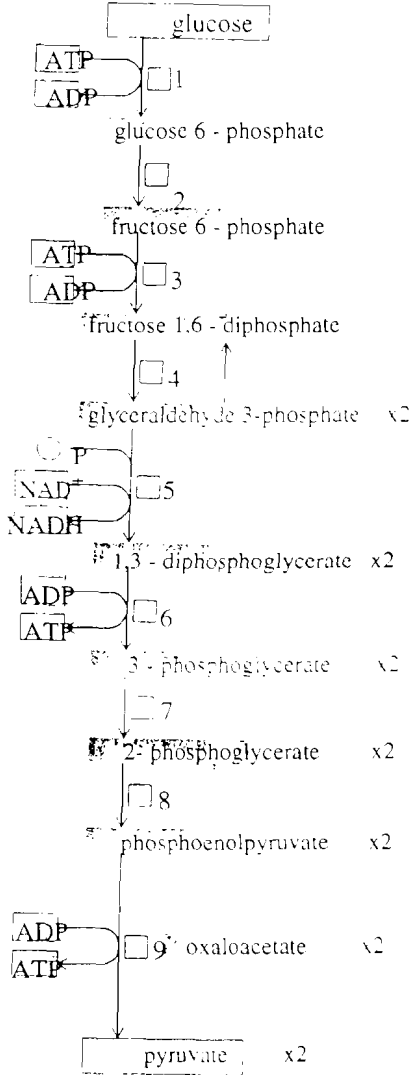 glucose
ATP
1
ADP
glucose 6 - phosphate
2
fructose 6 - phosphate
ATP
3
ADP
fructose 1,6 - diphosphate
4
glyceraldehyde 3-phosphate x2
P
NAD+ 5
NADH
1,3 - diphosphoglycerate x2
ADP
6
ATP
3 - phosphoglycerate x2
7
2- phosphoglycerate x2
8
phosphoenolpyruvate x2
ADP
9 oxaloacetate x2
ATP
pyruvate x2